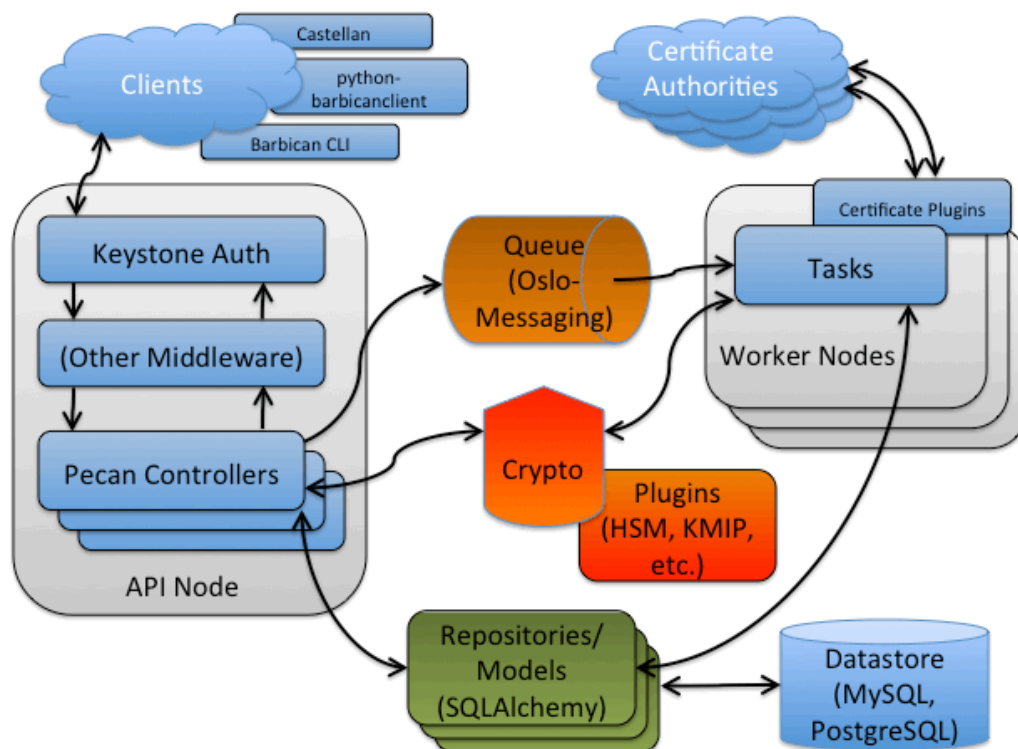 Castellan
Clients
python-
barbicanclient
Barbican CLI
Certificate
Authorities
Keystone Auth
(Other Middleware)
Pecan Controllers
API Node
Queue
(Oslo-
Messaging)
Certificate Plugins
Tasks
Worker Nodes
Crypto
Plugins
(HSM, KMIP,
etc.)
Repositories/
Models
(SQLAlchemy)
Datastore
(MySQL,
PostgreSQL)